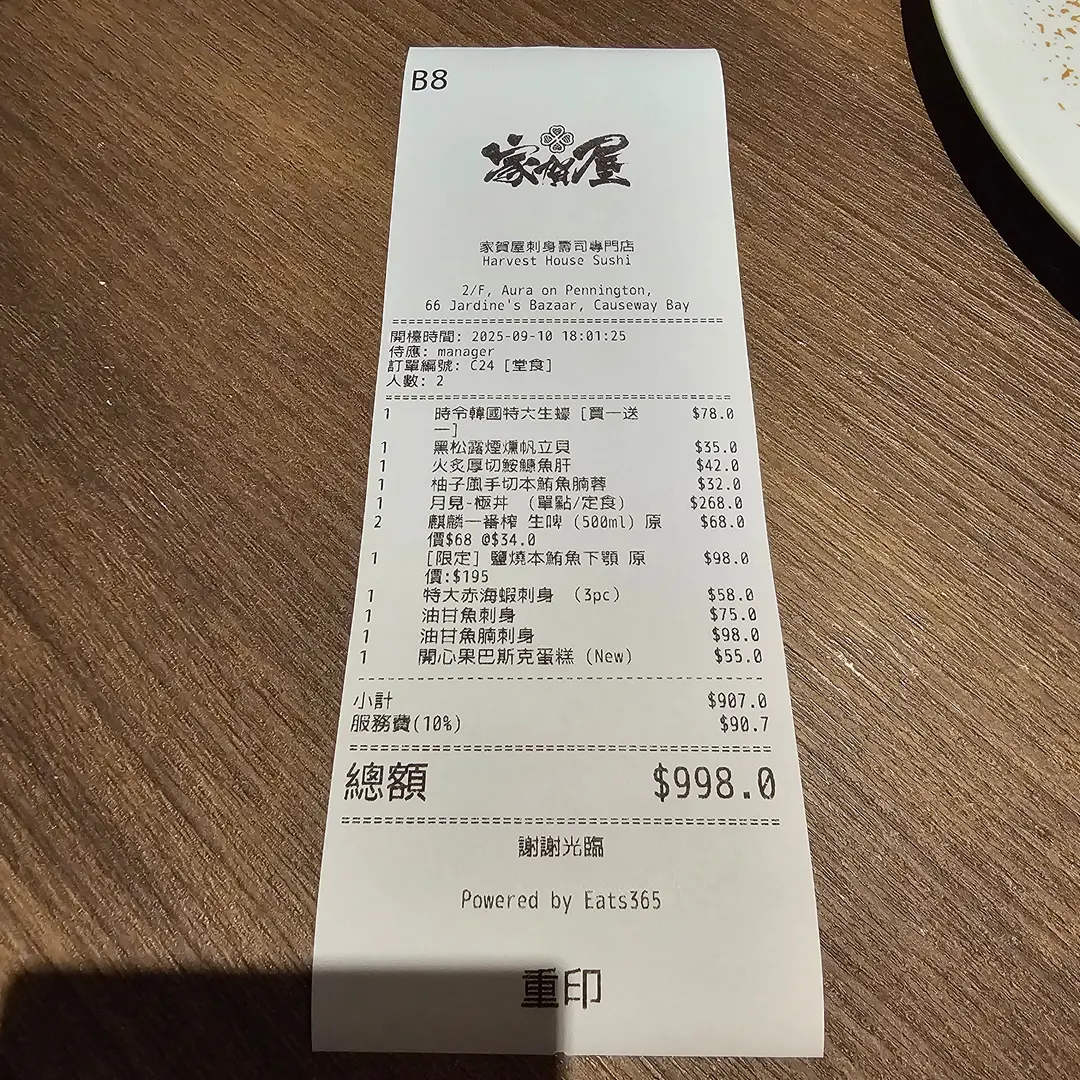 B8
家賀屋
家賀屋刺身壽司專門店
Harvest House Sushi
2/F, Aura on Pennington,
66 Jardine's Bazaar, Causeway Bay
開檯時間: 2025-09-10 18:01:25
侍應: manager
訂單編號: C24 [堂食]
人數: 2
1 時令韓國特大生蠔 [買一送 $78.0
一]
1 黑松露煙燻帆立貝 $35.0
1 火炙厚切鮟鱇魚肝 $42.0
1 柚子風手切本鮪魚腩蓉 $32.0
1 月見-極丼 (單點/定食) $268.0
2 麒麟一番榨 生啤 (500ml) 原 $68.0
價$68 @$34.0
1 [限定] 鹽燒本鮪魚下顎 原 $98.0
價:$195
1 特大赤海蝦刺身 (3pc) $58.0
1 油甘魚刺身 $75.0
1 油甘魚腩刺身 $98.0
1 開心果巴斯克蛋糕 (New) $55.0
小計 $907.0
服務費(10%) $90.7
總額 $998.0
謝謝光臨
Powered by Eats365
重印